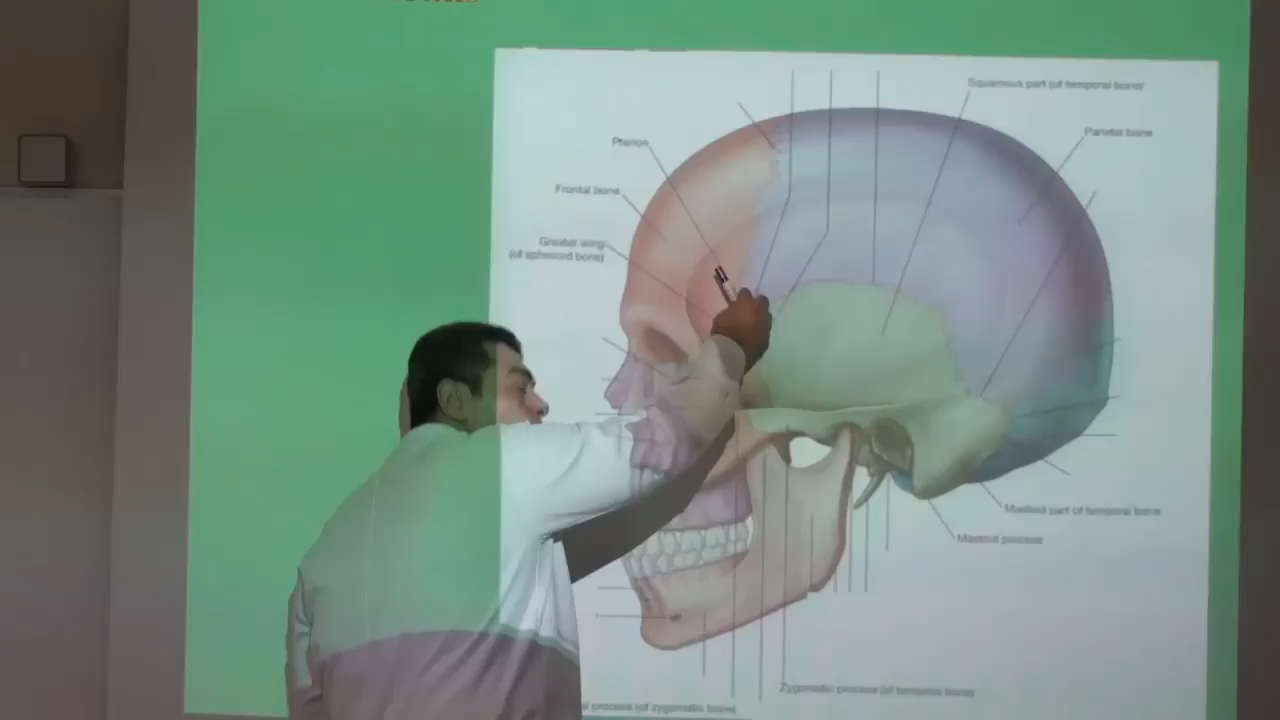 Squamous part (of temporal bone)
Parietal bone
Pterion
Frontal bone
Greater wing
(of sphenoid bone)
Mastoid part of temporal bone
Mastoid process
Zygomatic process (of temporal bone)
process (of zygomatic bone)